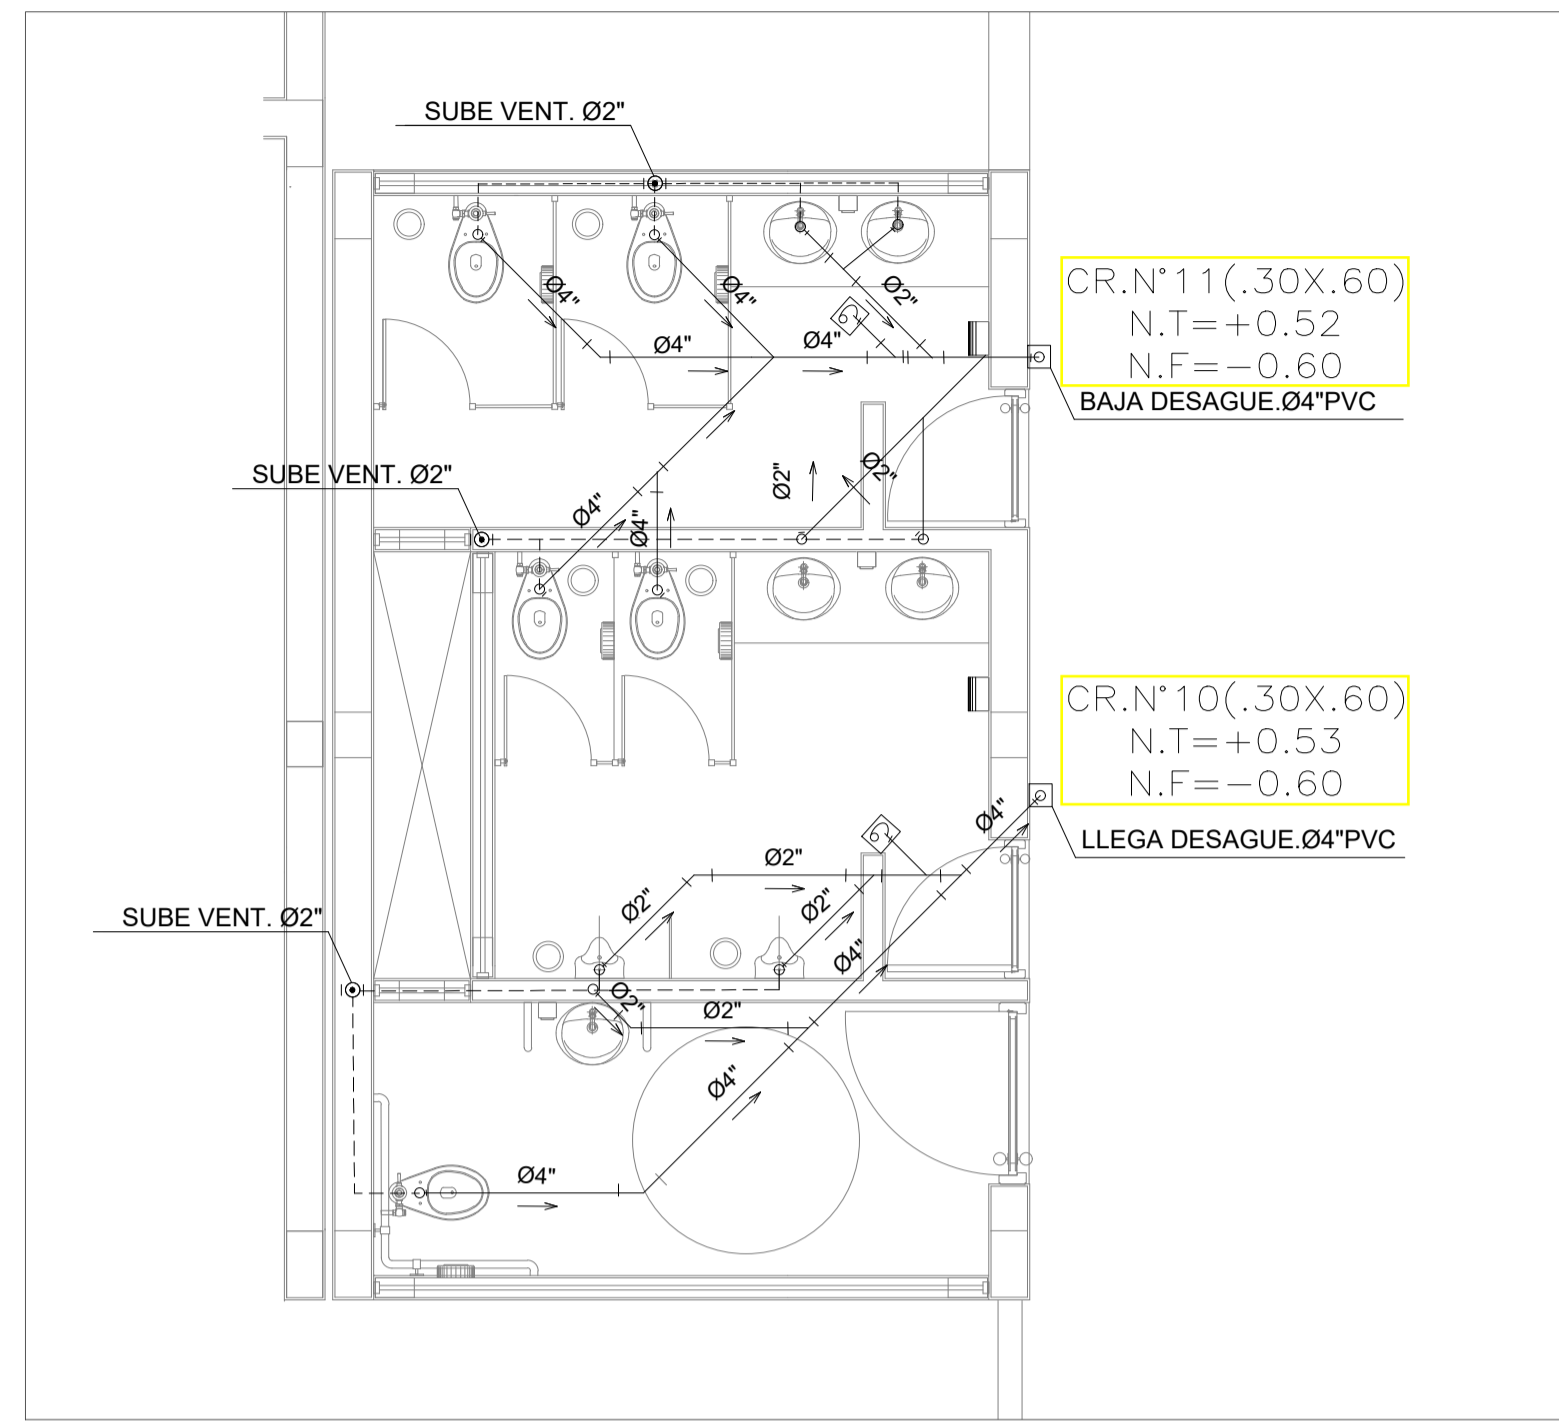 SUBE VENT. Ø2"
CR.N°11(.30X.60)
N.T=+0.52
N.F=-0.60
Ø4"
Ø4"
Ø2"
Ø4"
Ø4"
BAJA DESAGUE.Ø4"PVC
SUBE VENT. Ø2"
Ø2"
Ø2"
Ø4"
Ø4"
CR.N°10(.30X.60)
N.T=+0.53
N.F=-0.60
Ø4"
LLEGA DESAGUE.Ø4"PVC
Ø2"
Ø2"
Ø2"
SUBE VENT. Ø2"
Ø4"
Ø2"
Ø2"
Ø4"
Ø4"